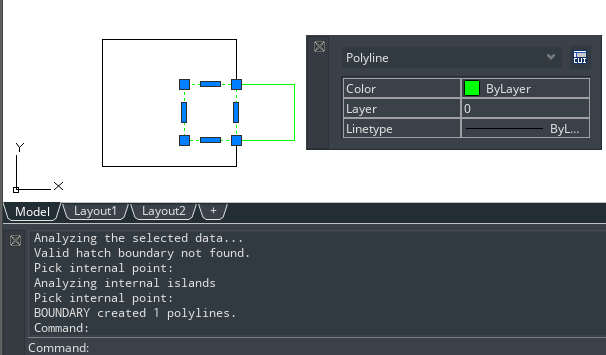 Polyline
CUI
Color ByLayer
Layer 0
Linetype ByL...
Y
X
Model Layout1 Layout2 +
Analyzing the selected data...
Valid hatch boundary not found.
Pick internal point:
Analyzing internal islands
Pick internal point:
BOUNDARY created 1 polylines.
Command:
Command: